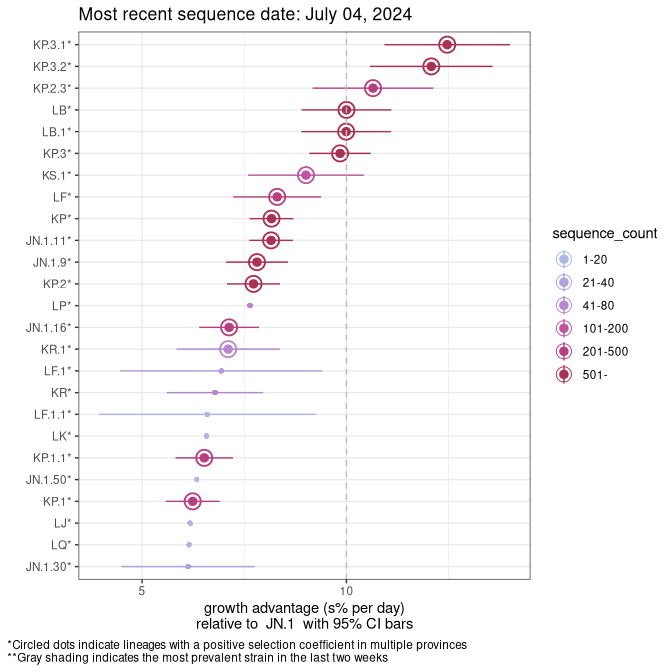 Most recent sequence date: July 04, 2024
KP.3.1*
KP.3.2*
KP.2.3*
LB*
LB.1*
KP.3*
KS.1*
LF*
KP*
JN.1.11*
JN.1.9*
KP.2*
LP*
JN.1.16*
KR.1*
LF.1*
KR*
LF.1.1*
LK*
KP.1.1*
JN.1.50*
KP.1*
LJ*
LQ*
JN.1.30*
5 10
growth advantage (s% per day)
relative to JN.1 with 95% CI bars
sequence_count
1-20
21-40
41-80
101-200
201-500
501-
*Circled dots indicate lineages with a positive selection coefficient in multiple provinces
**Gray shading indicates the most prevalent strain in the last two weeks